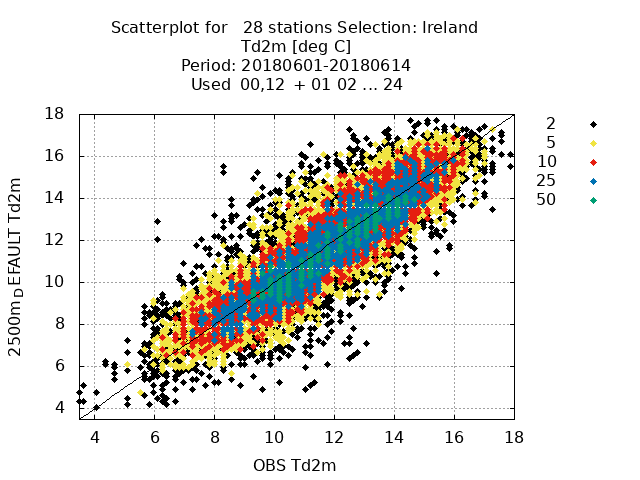 Scatterplot for   28 stations Selection: Ireland
Td2m [deg C]
Period: 20180601-20180614
Used  00,12  + 01 02 ... 24
2500m_DEFAULT Td2m
18
16
14
12
10
8
6
4
4 6 8 10 12 14 16 18
OBS Td2m
2
5
10
25
50